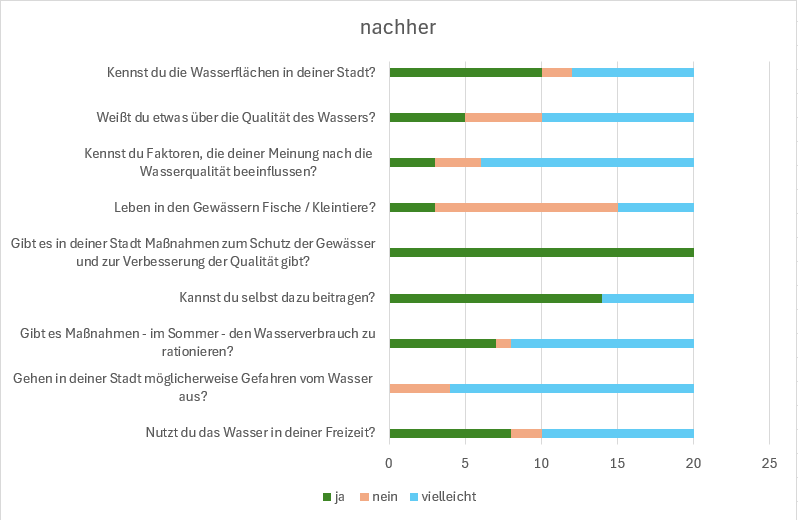 nachher
Kennst du die Wasserflächen in deiner Stadt?
Weißt du etwas über die Qualität des Wassers?
Kennst du Faktoren, die deiner Meinung nach die
Wasserqualität beeinflussen?
Leben in den Gewässern Fische / Kleintiere?
Gibt es in deiner Stadt Maßnahmen zum Schutz der Gewässer
und zur Verbesserung der Qualität gibt?
Kannst du selbst dazu beitragen?
Gibt es Maßnahmen - im Sommer - den Wasserverbrauch zu
rationieren?
Gehen in deiner Stadt möglicherweise Gefahren vom Wasser
aus?
Nutzt du das Wasser in deiner Freizeit?
0 5 10 15 20 25
ja nein vielleicht